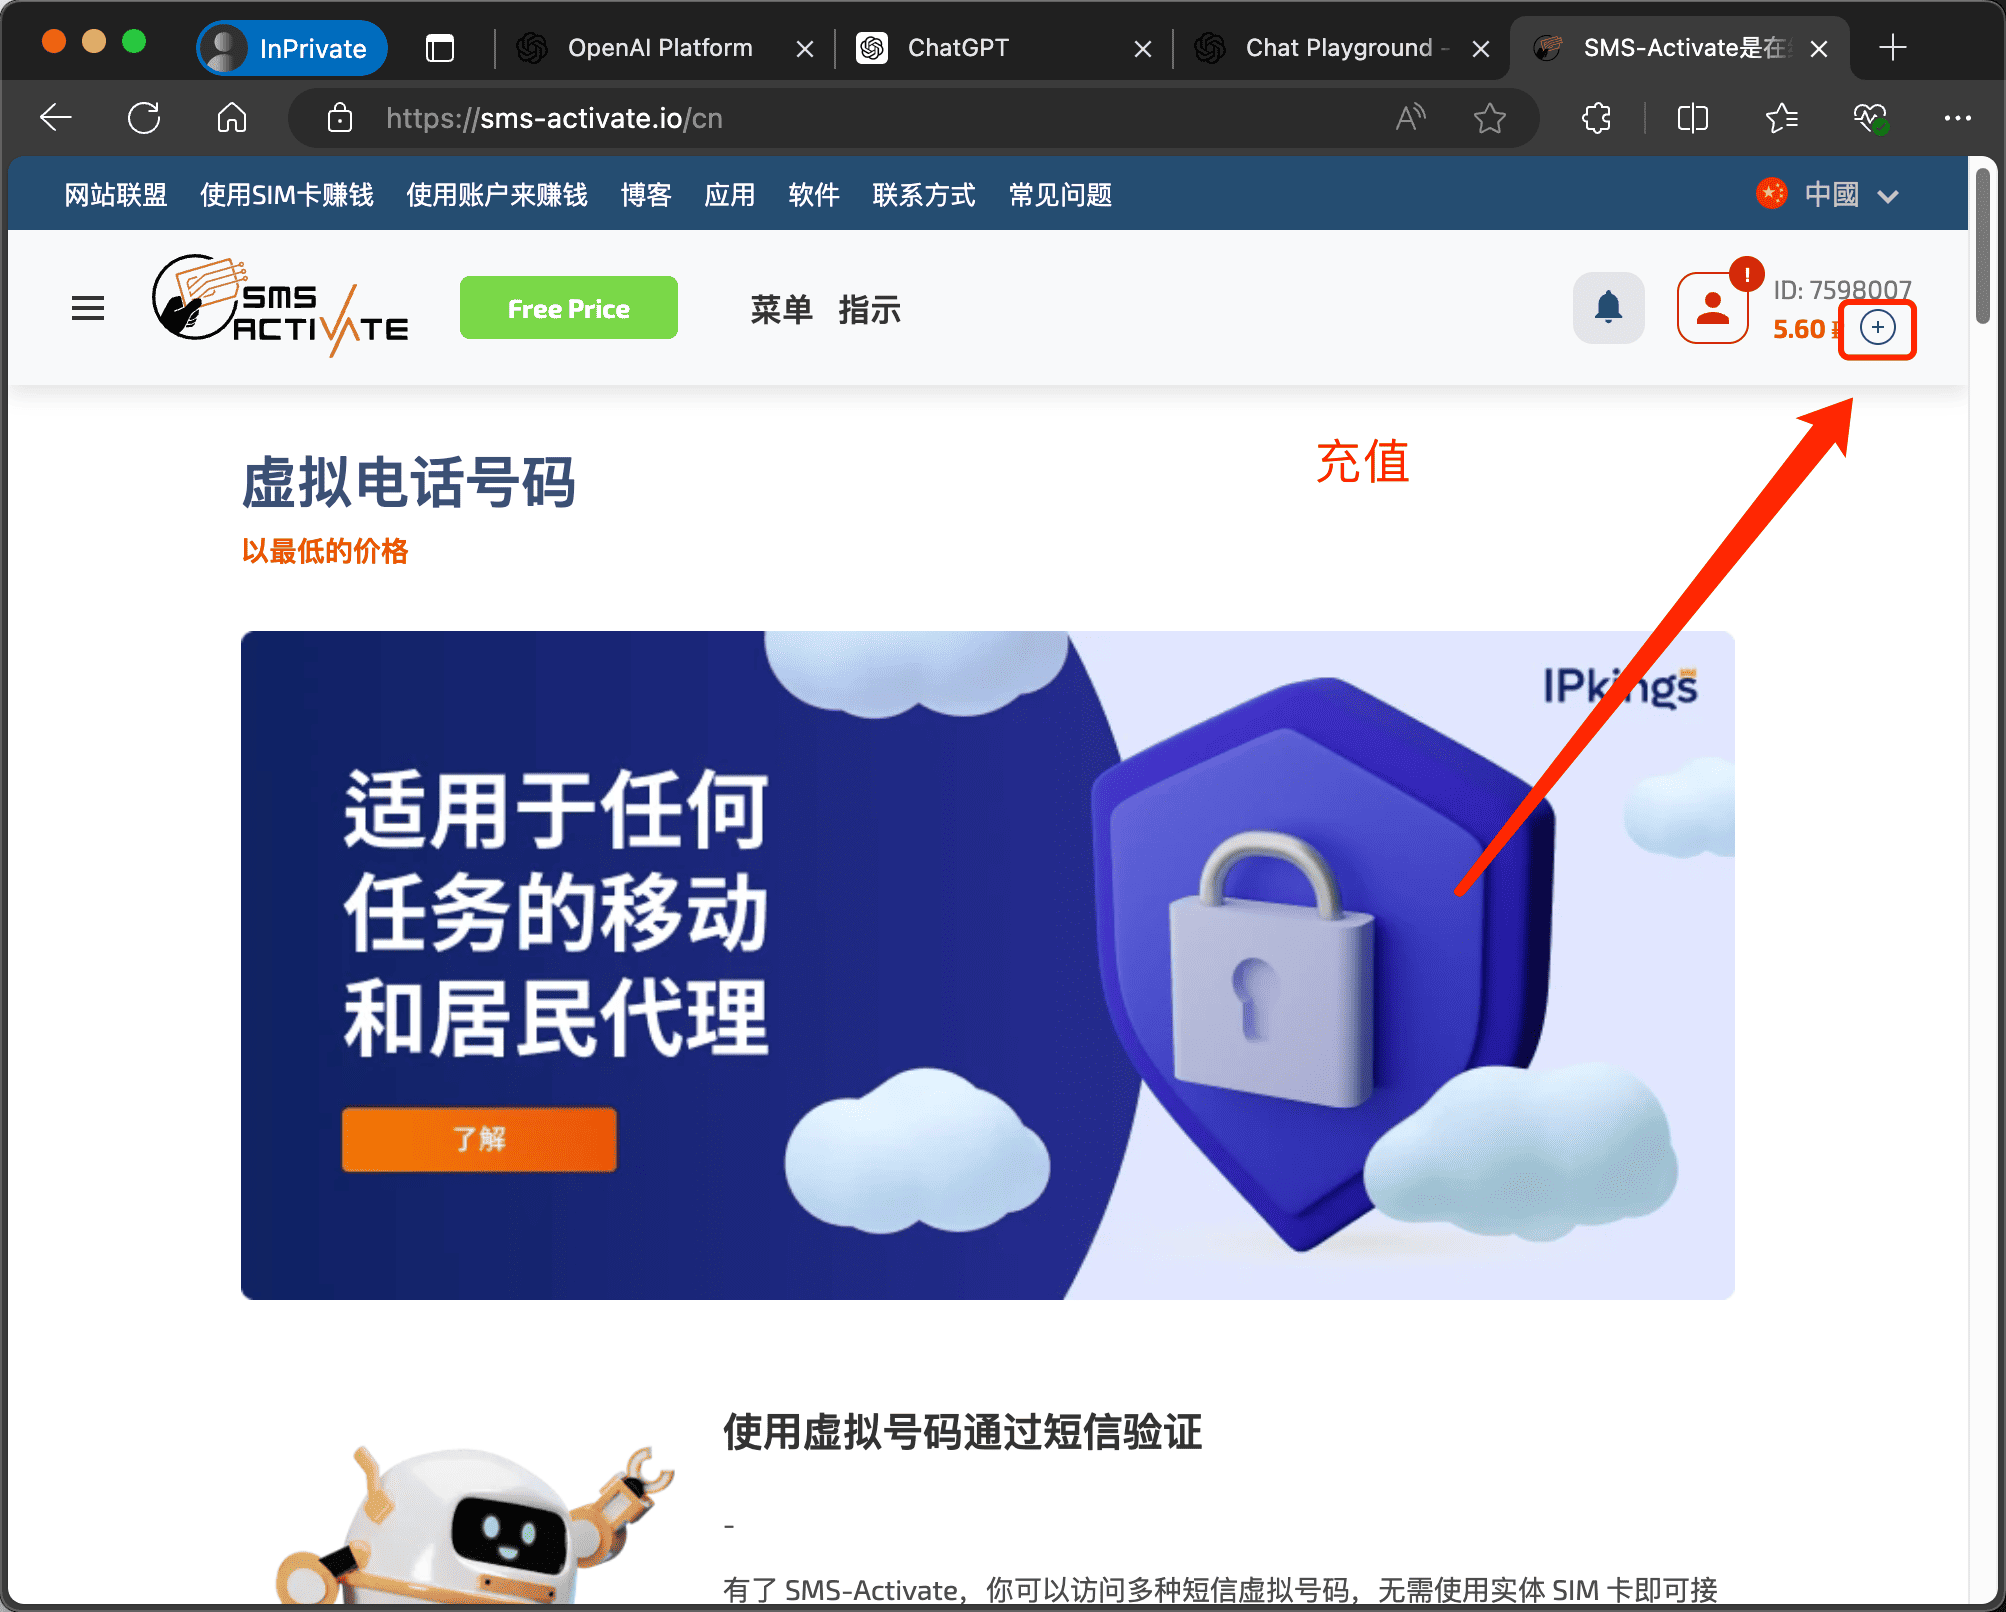 InPrivate
OpenAI Platform
ChatGPT
Chat Playground -
SMS-Activate是在
https://sms-activate.io/cn
网站联盟 使用SIM卡赚钱 使用账户来赚钱 博客 应用 软件 联系方式 常见问题
中國
SMS
ACTIVATE
Free Price
菜单 指示
!
ID: 7598007
5.60
充值
虚拟电话号码
以最低的价格
IPkings
适用于任何
任务的移动
和居民代理
了解
使用虚拟号码通过短信验证
-
有了 SMS-Activate，你可以访问多种短信虚拟号码，无需使用实体 SIM 卡即可接